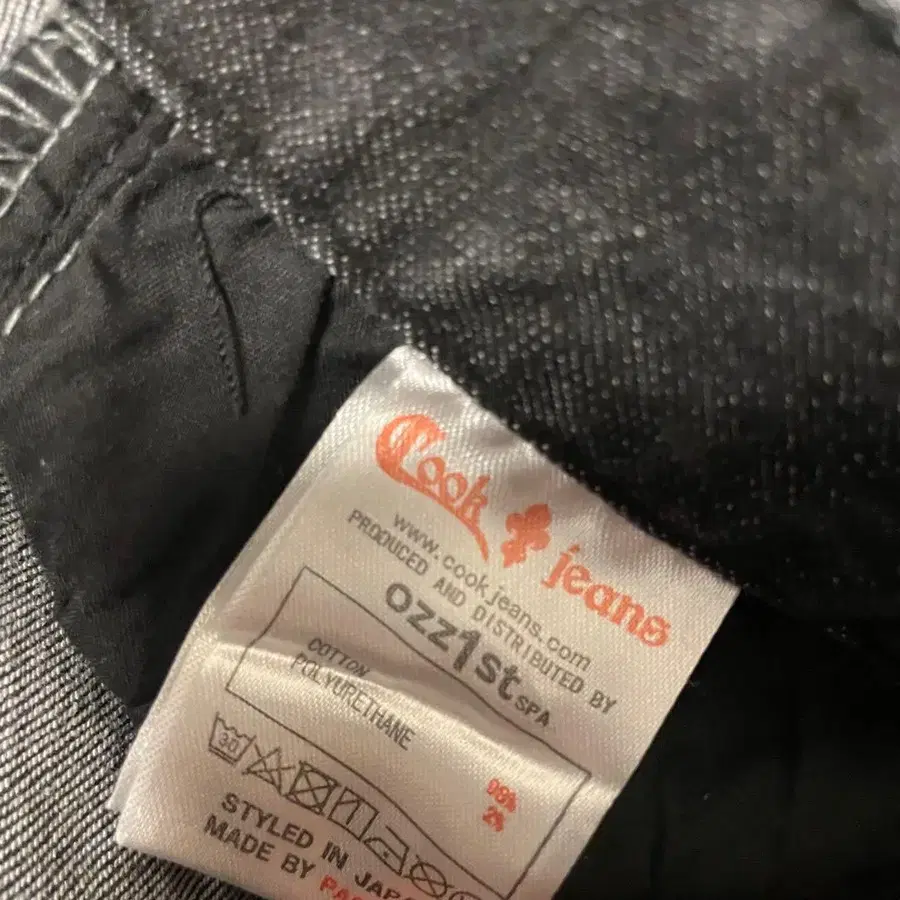 Cook jeans
www.cookjeans.com
PRODUCED AND DISTRIBUTED BY
ozz1st SPA
COTTON 98%
POLYURETHANE 2%
30
STYLED IN
MADE BY